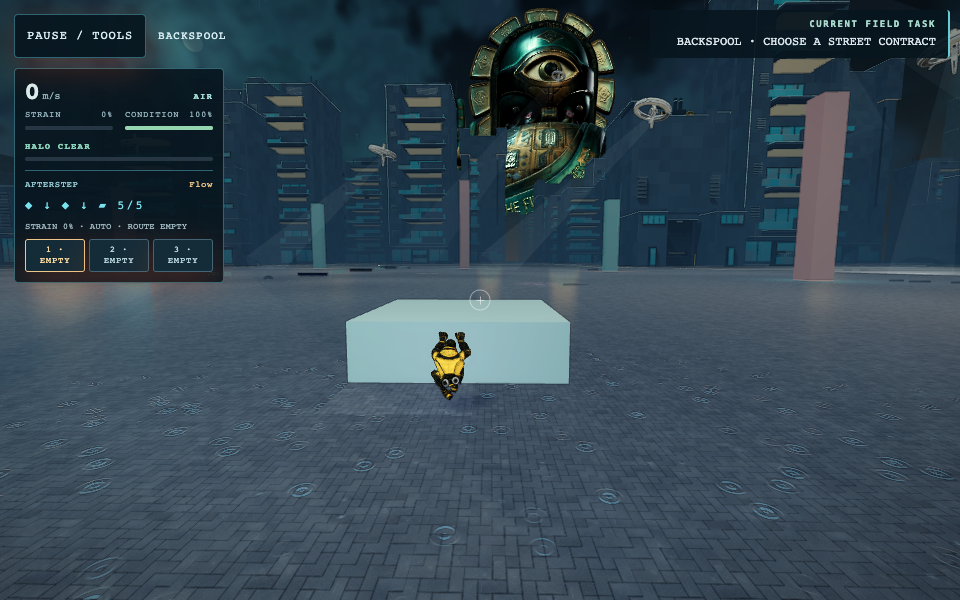 PAUSE / TOOLS
BACKSPOOL
CURRENT FIELD TASK
BACKSPOOL · CHOOSE A STREET CONTRACT
0 m/s
AIR
STRAIN 0%
CONDITION 100%
HALO CLEAR
AFTERSTEP
Flow
5/5
STRAIN 0% · AUTO · ROUTE EMPTY
1 · EMPTY
2 · EMPTY
3 · EMPTY